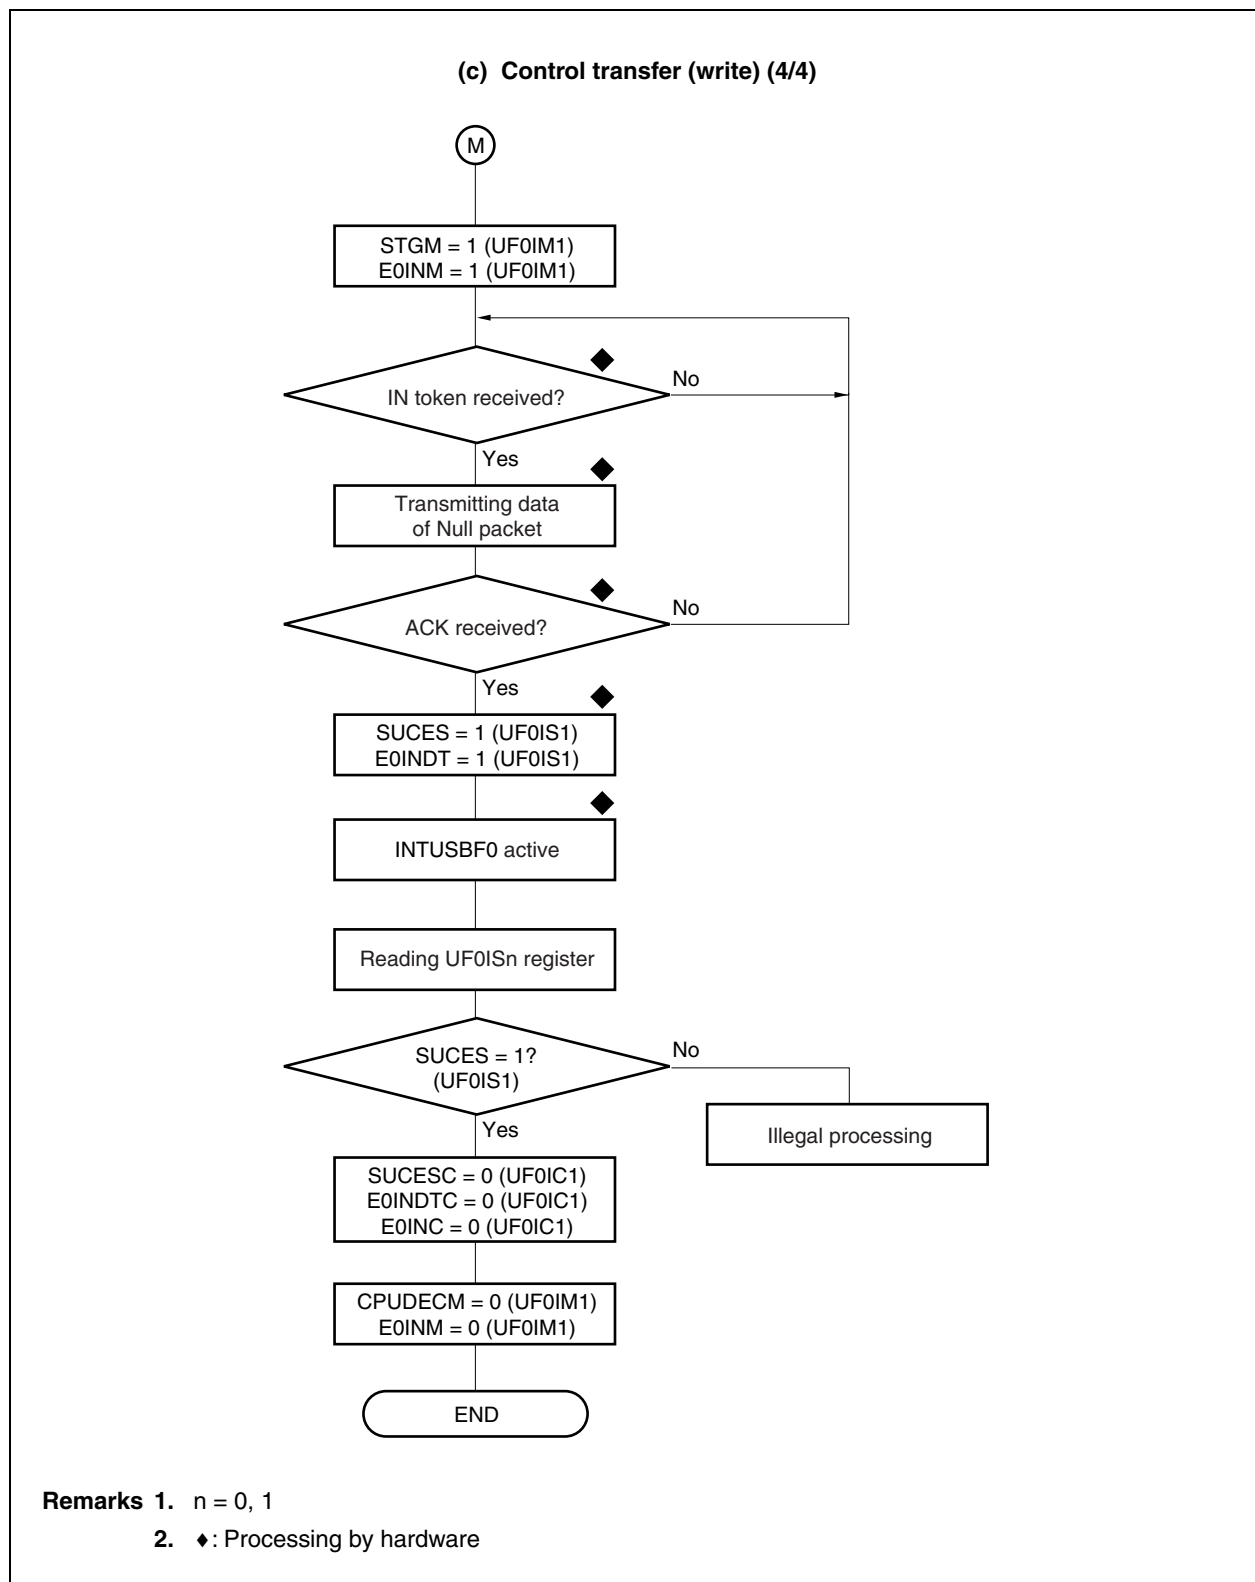 (c) Control transfer (write) (4/4)
M
STGM = 1 (UF0IM1)
E0INM = 1 (UF0IM1)
IN token received?
No
Yes
Transmitting data
of Null packet
ACK received?
No
Yes
SUCES = 1 (UF0IS1)
E0INDT = 1 (UF0IS1)
INTUSBF0 active
Reading UF0ISn register
SUCES = 1?
(UF0IS1)
No
Illegal processing
Yes
SUCESC = 0 (UF0IC1)
E0INDTC = 0 (UF0IC1)
E0INC = 0 (UF0IC1)
CPUDECM = 0 (UF0IM1)
E0INM = 0 (UF0IM1)
END
Remarks 1. n = 0, 1
2. ♦: Processing by hardware